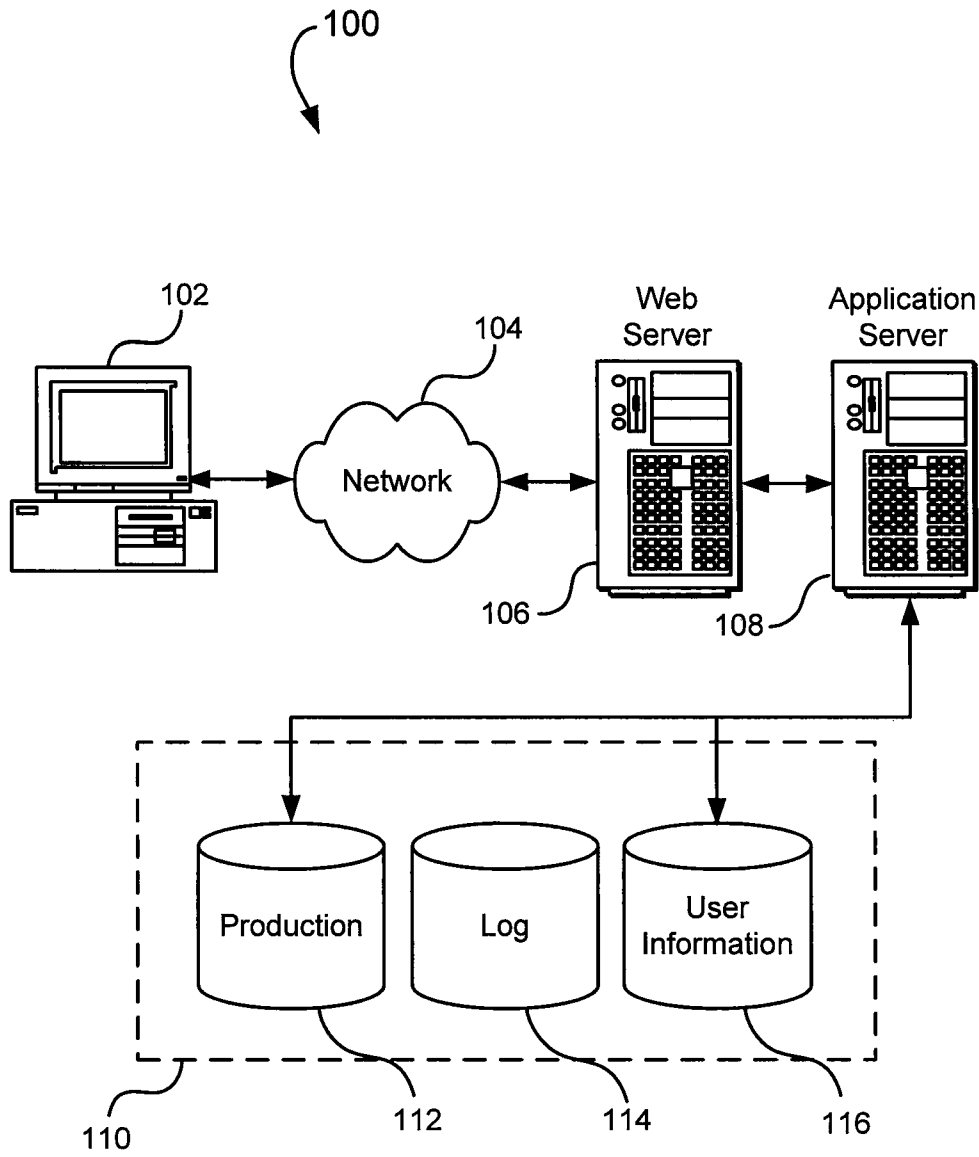 100
102
104
Web
Server
Application
Server
Network
106
108
Production
Log
User
Information
110
112
114
116